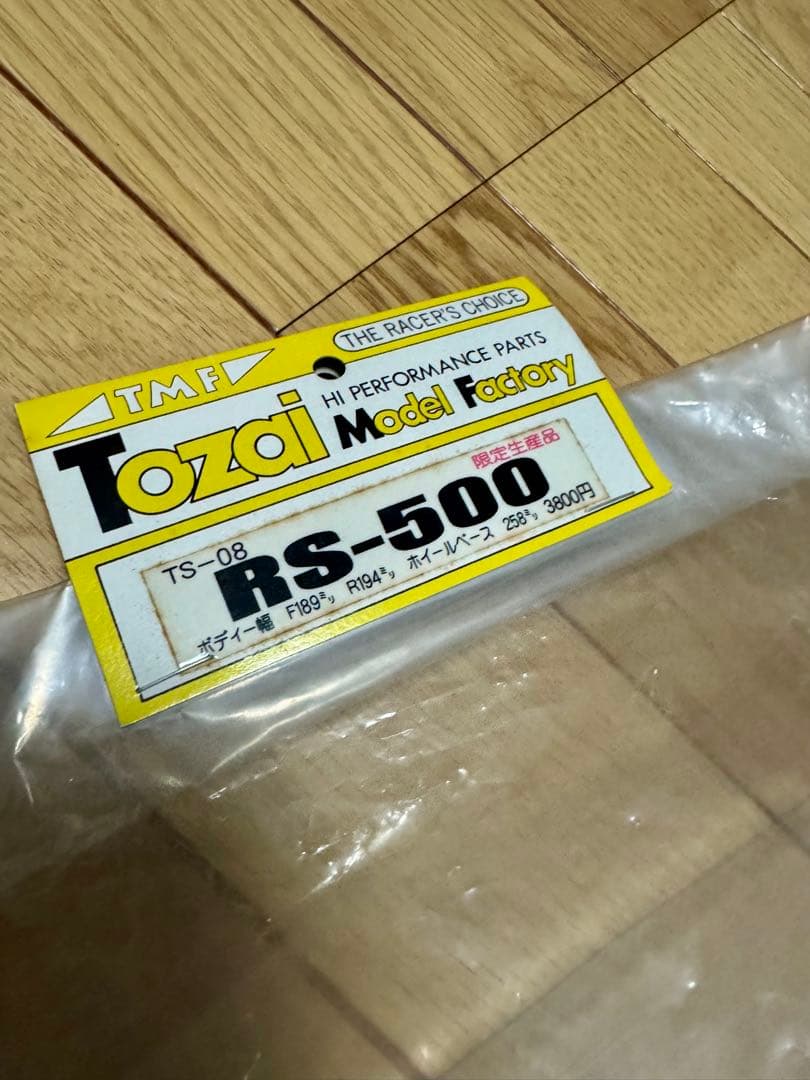 THE RACER'S CHOICE
TMF
HI PERFORMANCE PARTS
Tozai Model Factory
限定生産品
TS-08
RS-500
ボディー幅 F189㍉ R194㍉ ホイールベース 258㍉ 3800円